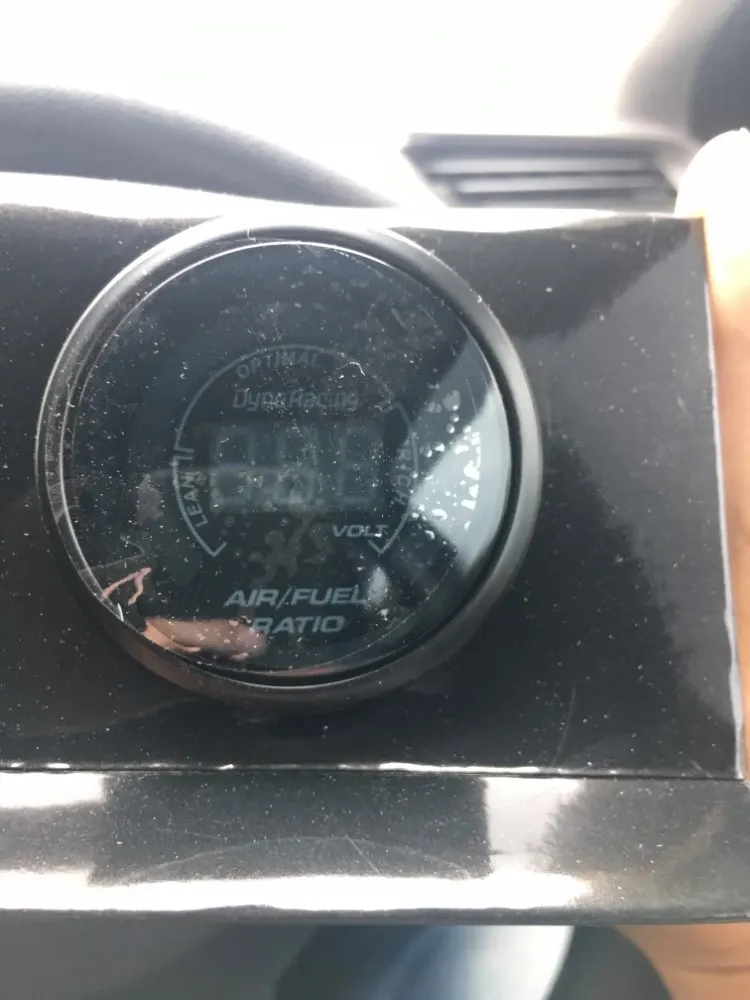 OPTIMAL
Dyno Racing
LEAN
RICH
VOLT
AIR/FUEL
RATIO